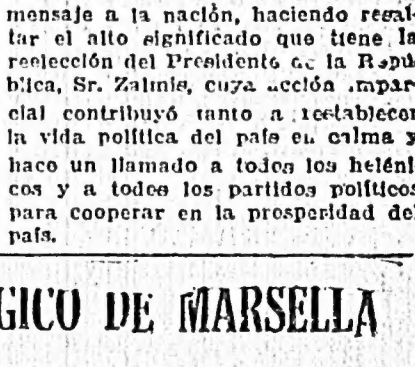 mensaje a la nación, haciendo resal-
tar el alto significado que tiene la
reelección del Presidente de la Repú
blica, Sr. Zalmis, cuya acción impar
cial contribuyó tanto a restablecer
la vida política del país en calma y
haco un llamado a todos los heléni
cos y a todos los partidos políticos
para cooperar en la prosperidad del
país.
GICO DE MARSELLA